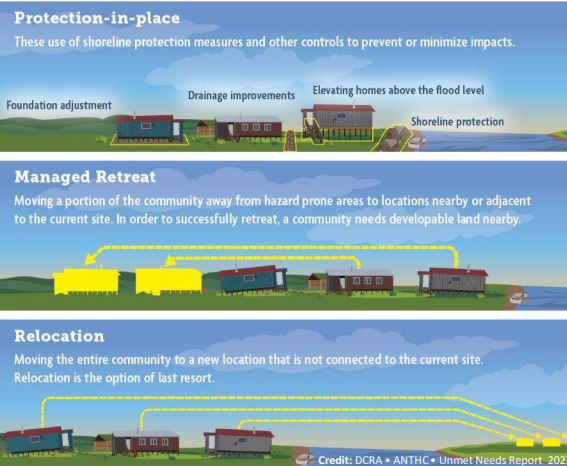 Protection-in-place
These use of shoreline protection measures and other controls to prevent or minimize impacts.
Foundation adjustment
Drainage improvements
Elevating homes above the flood level
Shoreline protection
Managed Retreat
Moving a portion of the community away from hazard prone areas to locations nearby or adjacent
to the current site. In order to successfully retreat, a community needs developable land nearby.
Relocation
Moving the entire community to a new location that is not connected to the current site.
Relocation is the option of last resort.
Credit: DCRA • ANTHC • Unmet Needs Report